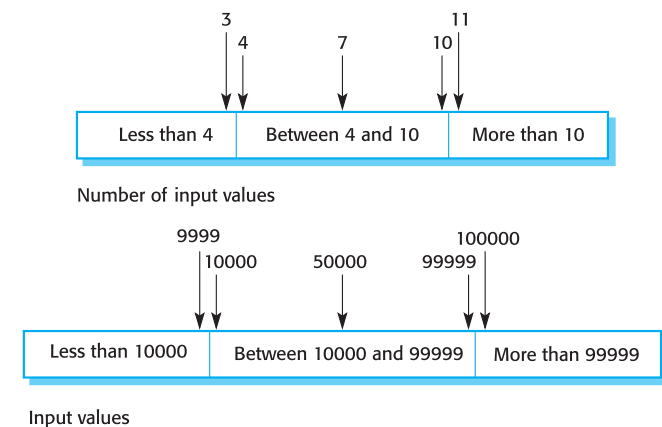 3
11
4
7
10
Less than 4
Between 4 and 10
More than 10
Number of input values
9999
100000
10000
50000
99999
Less than 10000
Between 10000 and 99999
More than 99999
Input values